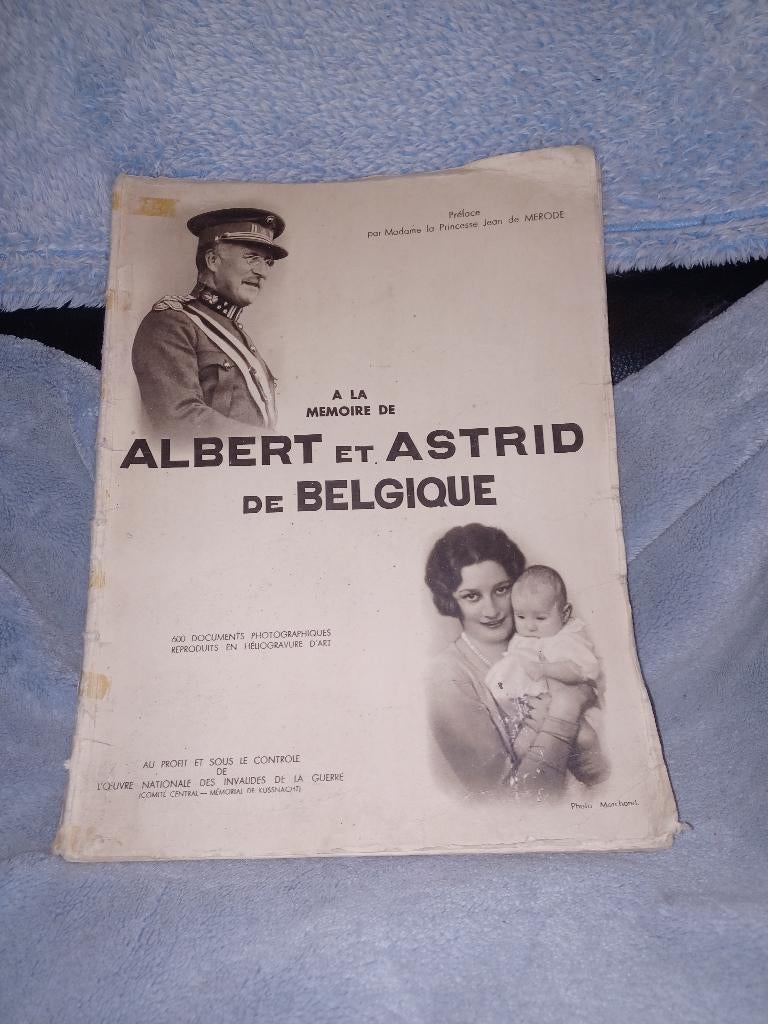 Préface
par Madame la Princesse Jean de MERODE
A LA
MEMOIRE DE
ALBERT ET ASTRID
DE BELGIQUE
600 DOCUMENTS PHOTOGRAPHIQUES
REPRODUITS EN HÉLIOGRAVURE D'ART
AU PROFIT ET SOUS LE CONTROLE
DE
L'ŒUVRE NATIONALE DES INVALIDES DE LA GUERRE
(COMITÉ CENTRAL — MÉMORIAL DE KUSSNACHT)
Photo Marchand.